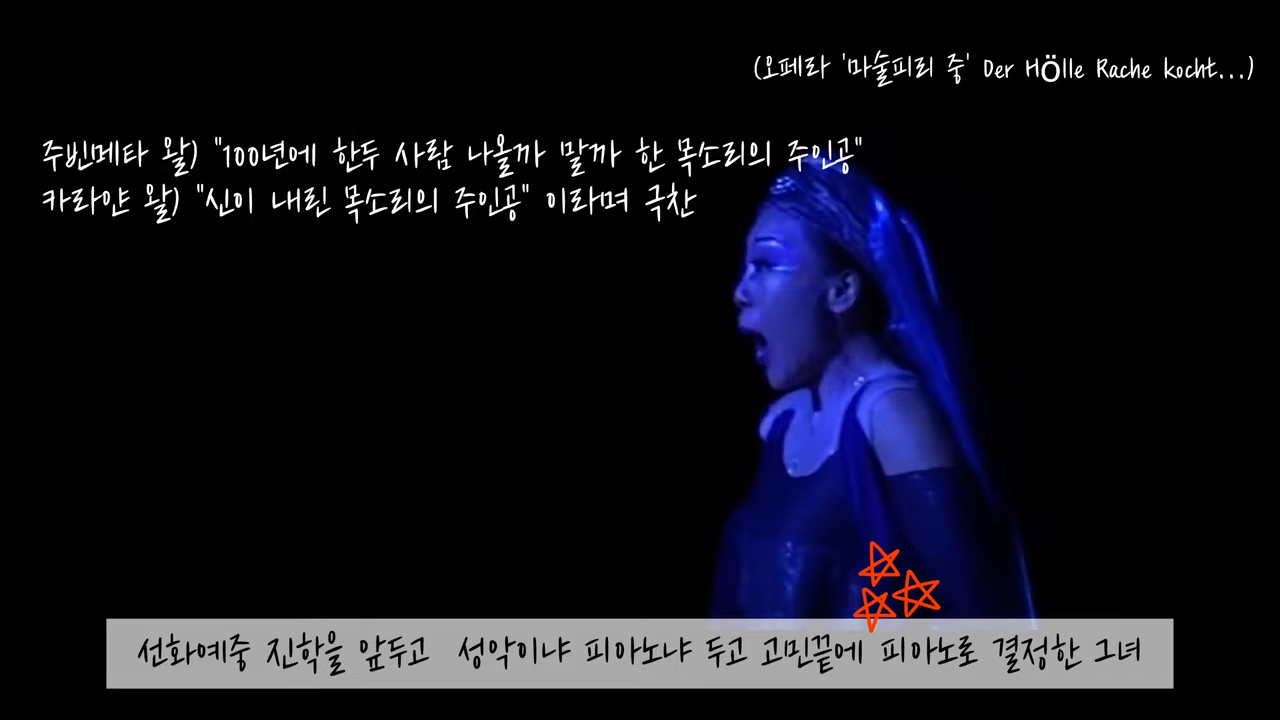 (오페라 '마술피리 중' Der Hölle Rache kocht...)
주빈메타 왈) "100년에 한두 사람 나올까 말까 한 목소리의 주인공"
카라얀 왈) "신이 내린 목소리의 주인공" 이라며 극찬
선화예중 진학을 앞두고 성악이냐 피아노냐 두고 고민끝에 피아노로 결정한 그녀